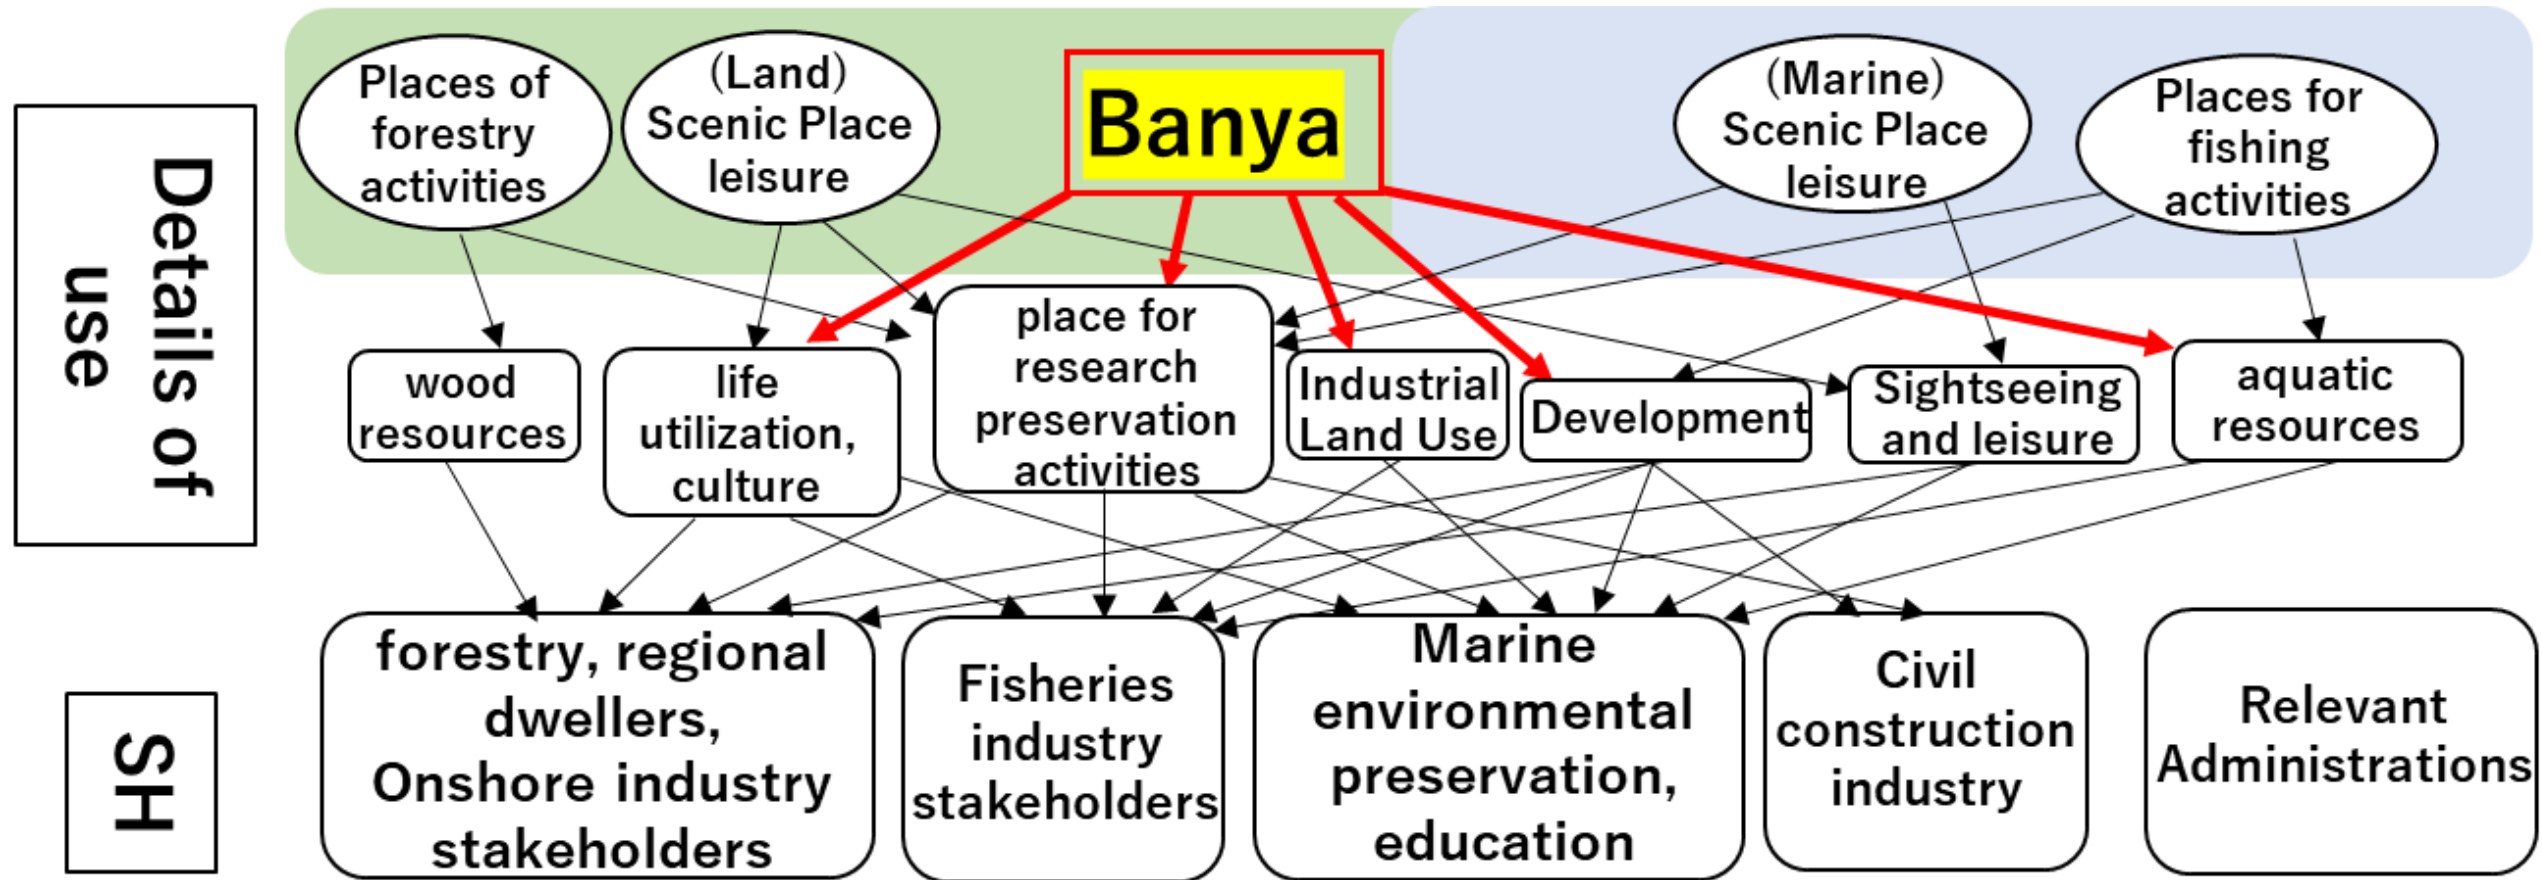 Places of
forestry
activities
(Land)
Scenic Place
leisure
Banya
(Marine)
Scenic Place
leisure
Places for
fishing
activities
Details of
use
wood
resources
life
utilization,
culture
place for
research
preservation
activities
Industrial
Land Use
Development
Sightseeing
and leisure
aquatic
resources
SH
forestry, regional
dwellers,
Onshore industry
stakeholders
Fisheries
industry
stakeholders
Marine
environmental
preservation,
education
Civil
construction
industry
Relevant
Administrations